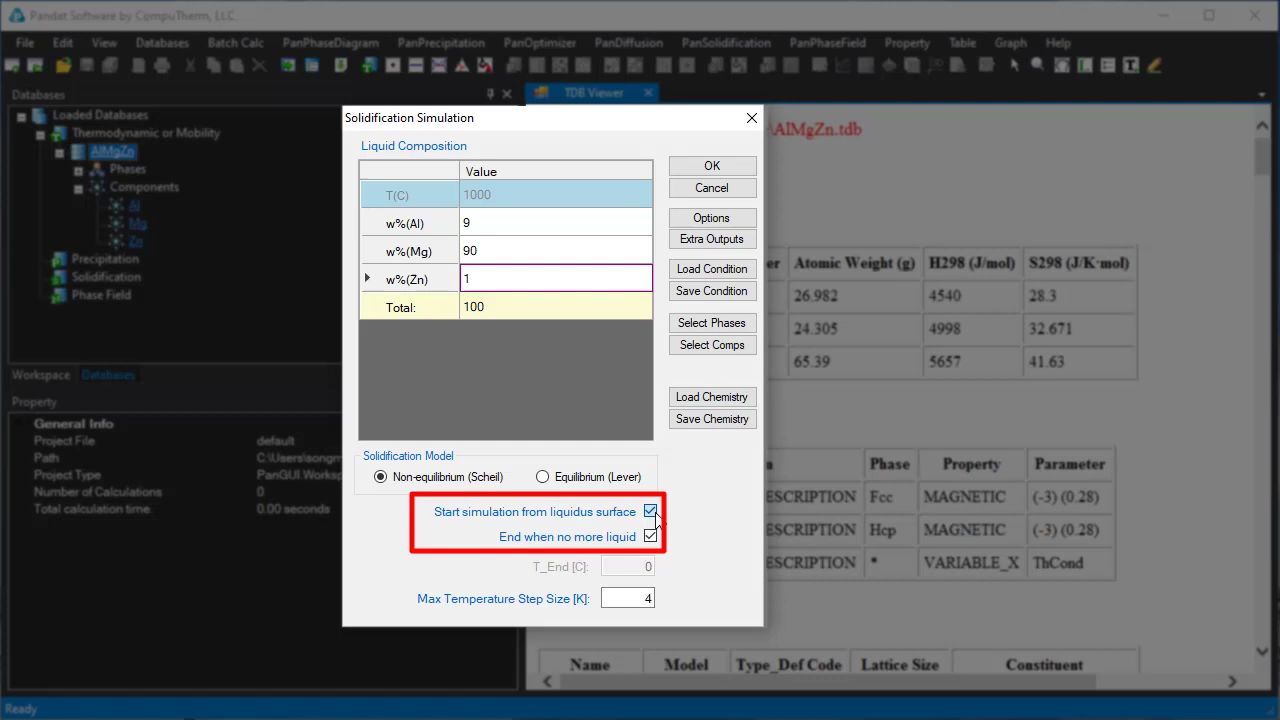 Pandat Software by CompuTherm, LLC.
File Edit View Databases Batch Calc PanPhaseDiagram PanPrecipitation PanOptimizer PanDiffusion PanSolidification PanPhaseField Property Table Graph Help
Databases
TDB Viewer
Loaded Databases
Thermodynamic or Mobility
AlMgZn
Phases
Components
Al
Mg
Zn
Precipitation
Solidification
Phase Field
Workspace Databases
Property
General Info
Project File default
Path
Project Type PanGUI.Works
Number of Calculations 0
Total calculation time. 0.00 seconds
Solidification Simulation
Liquid Composition
Value
T(C) 1000
w%(Al) 9
w%(Mg) 90
w%(Zn) 1
Total: 100
OK
Cancel
Options
Extra Outputs
Load Condition
Save Condition
Select Phases
Select Comps
Load Chemistry
Save Chemistry
Solidification Model
Non-equilibrium (Scheil) Equilibrium (Lever)
Start simulation from liquidus surface
End when no more liquid
T_End [C]: 0
Max Temperature Step Size [K]: 4
\AlMgZn.tdb
er Atomic Weight (g) H298 (J/mol) S298 (J/K·mol)
26.982 4540 28.3
24.305 4998 32.671
65.39 5657 41.63
n Phase Property Parameter
ESCRIPTION Fcc MAGNETIC (-3) (0.28)
ESCRIPTION Hcp MAGNETIC (-3) (0.28)
ESCRIPTION * VARIABLE_X ThCond
Name Model Type_Def Code Lattice Size Constituent
Ready